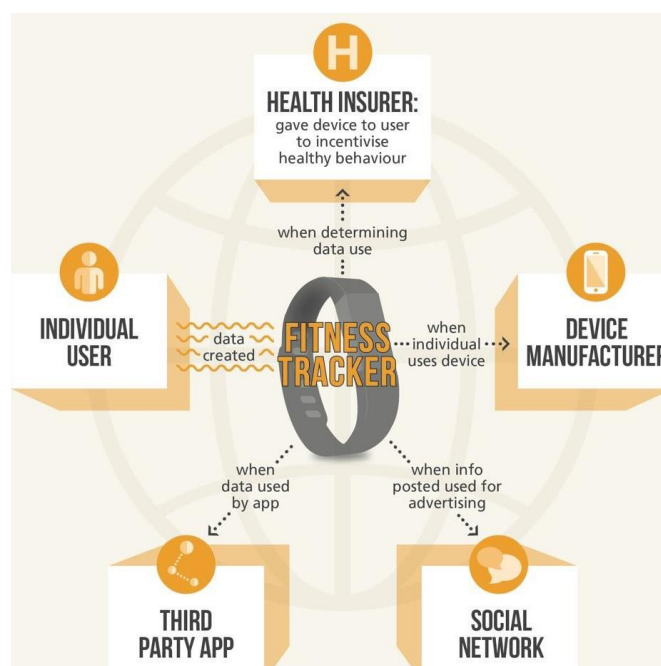 H
HEALTH INSURER:
gave device to user
to incentivise
healthy behaviour
when determining
data use
INDIVIDUAL
USER
data
created
FITNESS
TRACKER
when
individual
uses device
DEVICE
MANUFACTURER
when
data used
by app
when info
posted used for
advertising
THIRD
PARTY APP
SOCIAL
NETWORK